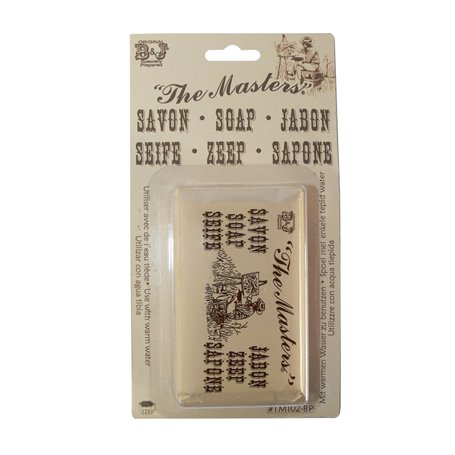 ORIGINAL
B&J
Specially
Prepared
"The Masters"
SAVON · SOAP · JABON
SEIFE · ZEEP · SAPONE
Utiliser avec de l'eau tiède • Use with warm water
Utilizar con agua tibia
B&J
"The Masters"
SAVON
SOAP
SEIFE
JABON
ZEEP
SAPONE
Mit warmen Wasser zu benutzen • Spoel met enkele tepid water
Utilizzre con acqua tiepida
#TM102-BP